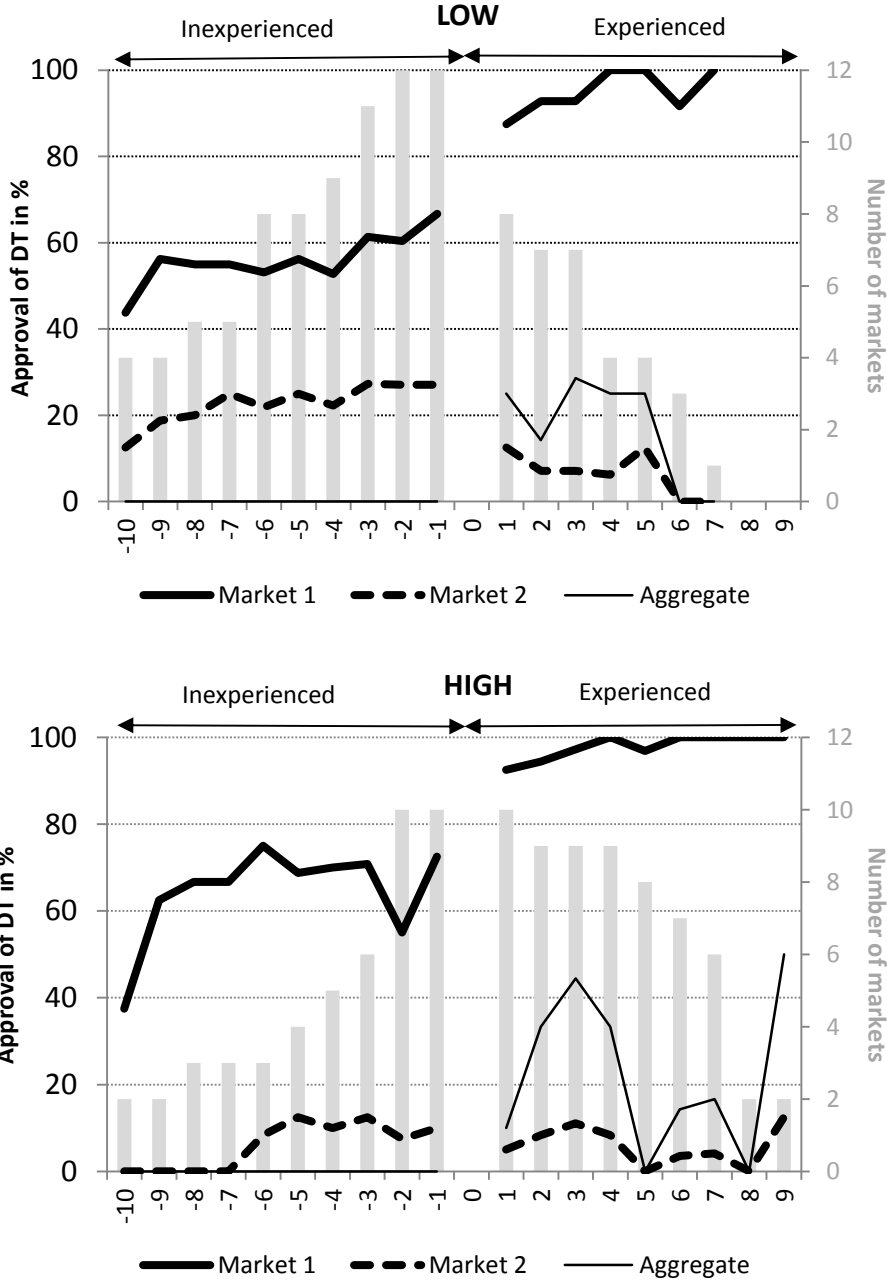 LOW
Inexperienced Experienced
100
80
60
40
20
0
Approval of DT in %
12
10
8
6
4
2
0
Number of markets
-10 -9 -8 -7 -6 -5 -4 -3 -2 -1 0 1 2 3 4 5 6 7 8 9
Market 1 Market 2 Aggregate
HIGH
Inexperienced Experienced
100
80
60
40
20
0
Approval of DT in %
12
10
8
6
4
2
0
Number of markets
-10 -9 -8 -7 -6 -5 -4 -3 -2 -1 0 1 2 3 4 5 6 7 8 9
Market 1 Market 2 Aggregate